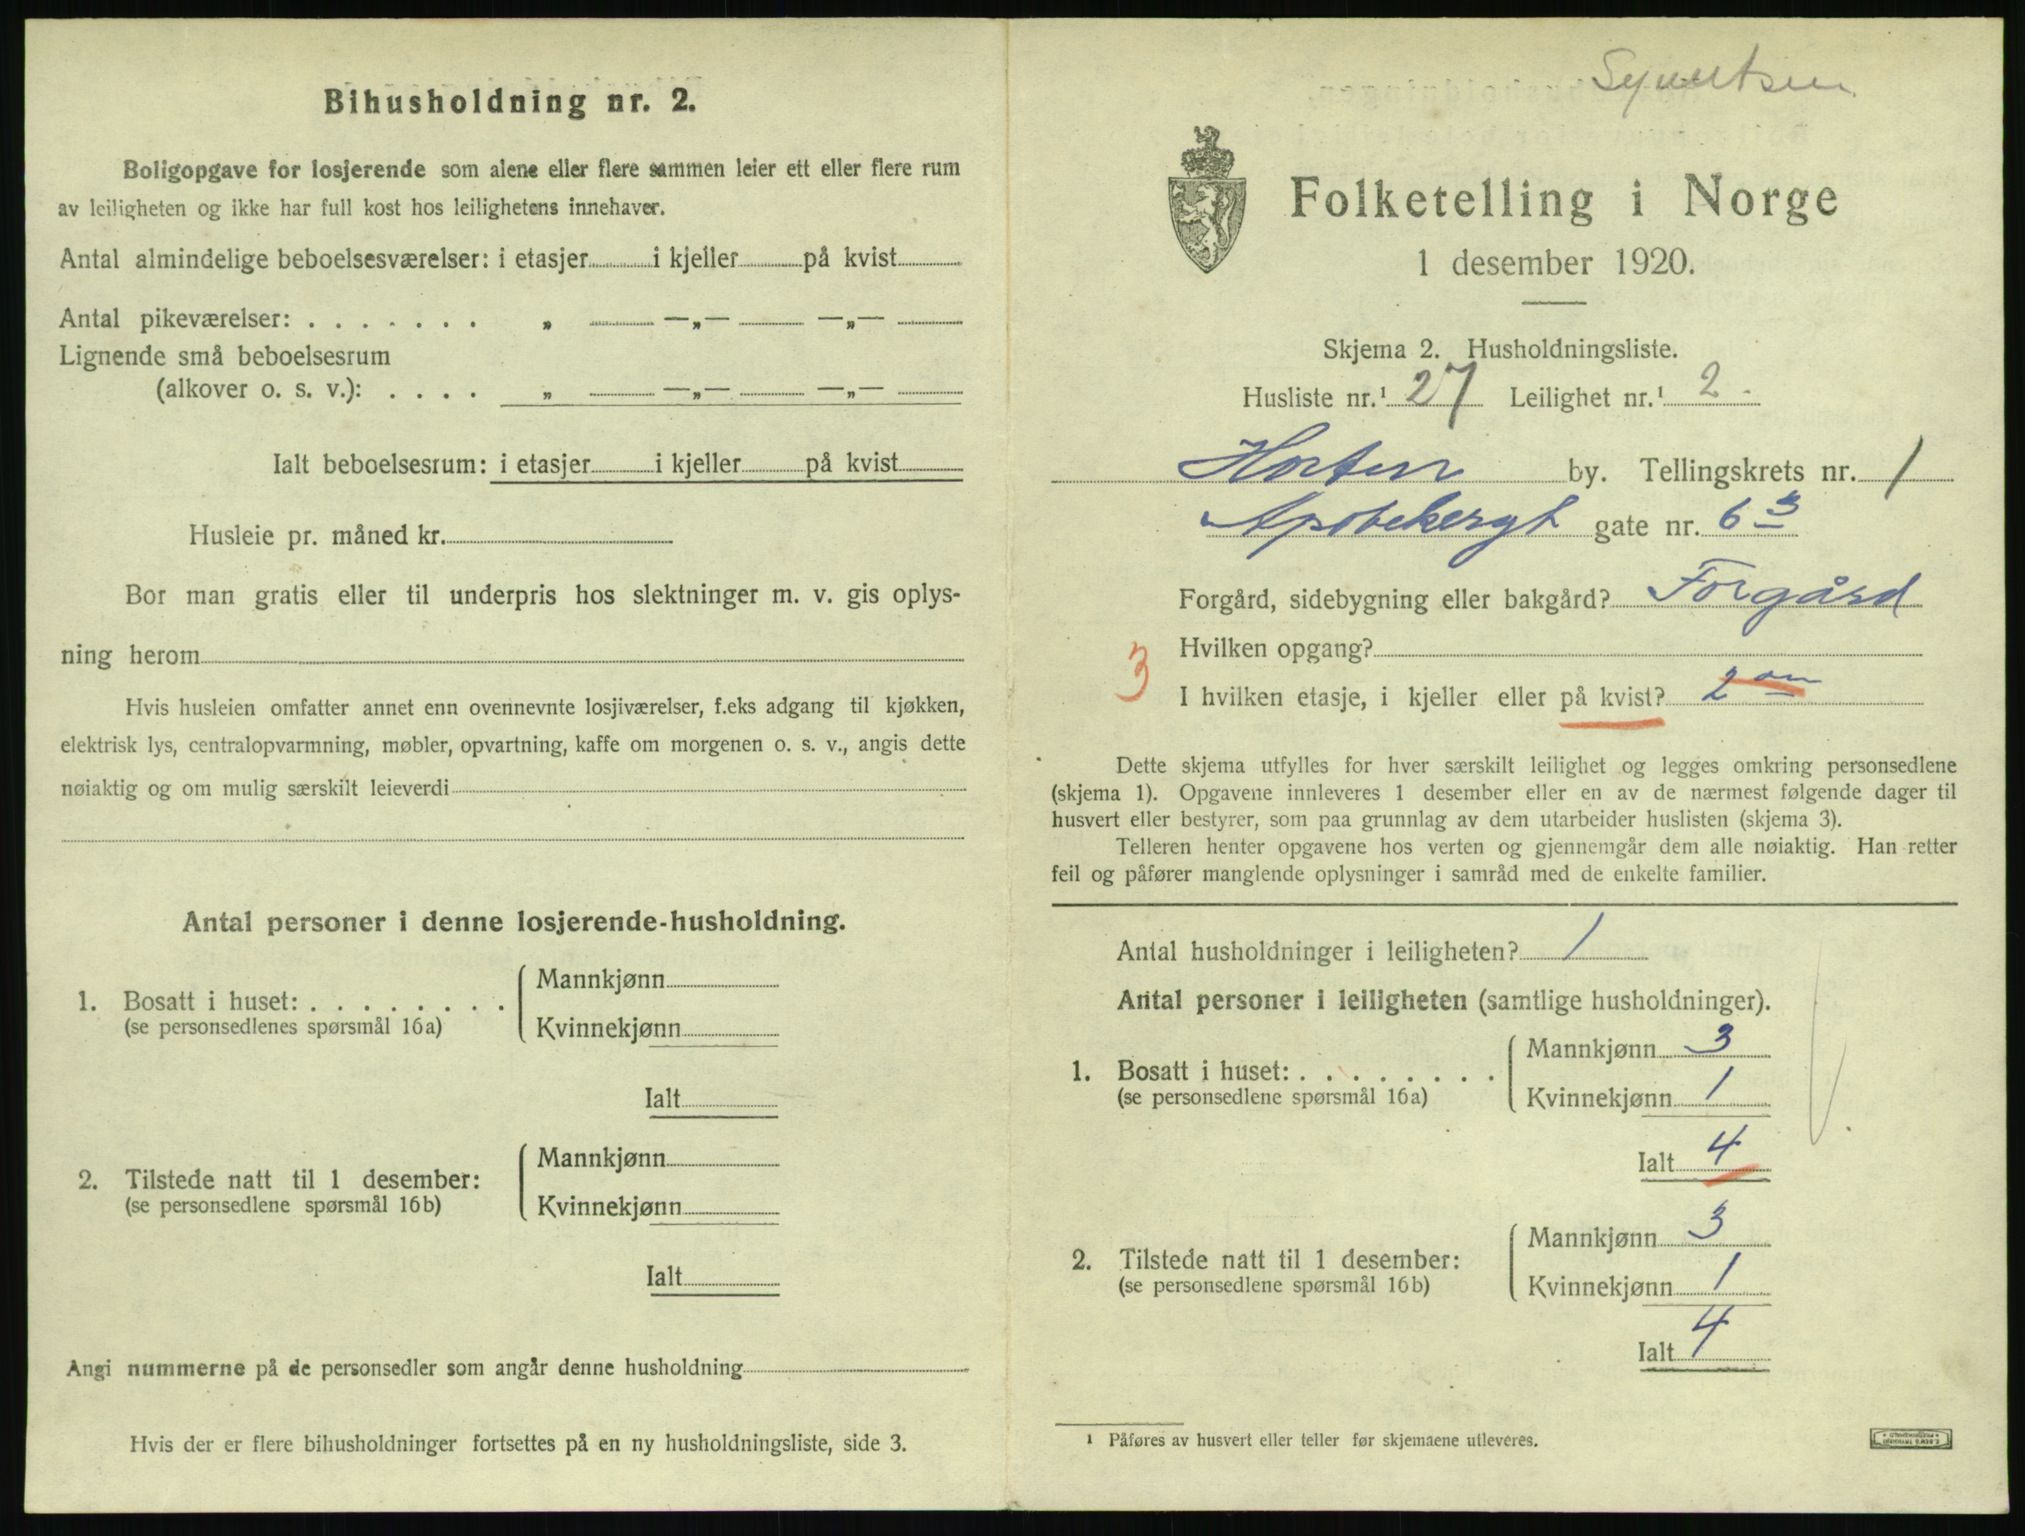 Bihusholdning nr. 2.
Boligopgave for losjerende som alene eller flere sammen leier ett eller flere rum
av leiligheten og ikke har full kost hos leilighetens innehaver.
Antal almindelige beboelsesværelser: i etasjer i kjeller på kvist
Antal pikeværelser: . . . . . . . „ —„— —„—
Lignende små beboelsesrum
(alkover o. s. v.): . . . . „ —„— —„—
Ialt beboelsesrum: i etasjer i kjeller på kvist
Husleie pr. måned kr.
Bor man gratis eller til underpris hos slektninger m. v. gis oplys-
ning herom
Hvis husleien omfatter annet enn ovennevnte losjiværelser, f.eks adgang til kjøkken,
elektrisk lys, centralopvarmning, møbler, opvartning, kaffe om morgenen o. s. v., angis dette
nøiaktig og om mulig særskilt leieverdi
Antal personer i denne losjerende-husholdning.
1. Bosatt i huset: . . . . . . . . Mannkjønn
(se personsedlenes spørsmål 16a) Kvinnekjønn
Ialt
2. Tilstede natt til 1 desember: Mannkjønn
(se personsedlene spørsmål 16b) Kvinnekjønn
Ialt
Angi nummerne på de personsedler som angår denne husholdning
Hvis der er flere bihusholdninger fortsettes på en ny husholdningsliste, side 3.
Folketelling i Norge
1 desember 1920.
Skjema 2. Husholdningsliste.
Husliste nr.¹ 27 Leilighet nr.¹ 2
Horten by. Tellingskrets nr. 1
Apotekergt gate nr. 6 3
Forgård, sidebygning eller bakgård? Forgård
Hvilken opgang?
3 I hvilken etasje, i kjeller eller på kvist? 2
Dette skjema utfylles for hver særskilt leilighet og legges omkring personsedlene
(skjema 1). Opgavene innleveres 1 desember eller en av de nærmest følgende dager til
husvert eller bestyrer, som paa grunnlag av dem utarbeider huslisten (skjema 3).
Telleren henter opgavene hos verten og gjennemgår dem alle nøiaktig. Han retter
feil og påfører manglende oplysninger i samråd med de enkelte familier.
Antal husholdninger i leiligheten? 1
Antal personer i leiligheten (samtlige husholdninger).
1. Bosatt i huset: . . . . . . . . Mannkjønn 3
(se personsedlene spørsmål 16a) Kvinnekjønn 1
Ialt 4
2. Tilstede natt til 1 desember: Mannkjønn 3
(se personsedlene spørsmål 16b) Kvinnekjønn 1
Ialt 4
¹ Påføres av husvert eller teller før skjemaene utleveres.